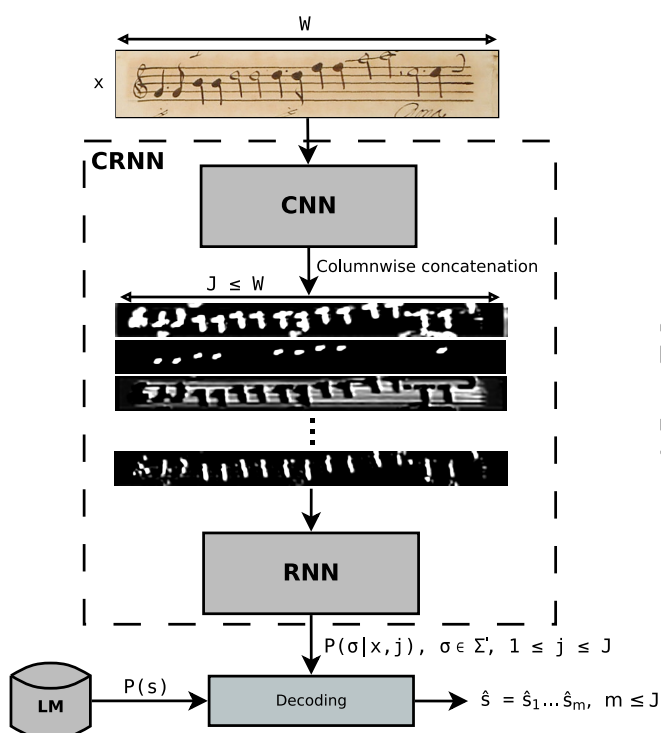 W
x
CRNN
CNN
Columnwise concatenation
J ≤ W
RNN
P(σ|x,j), σ ∈ Σ', 1 ≤ j ≤ J
LM
P(s)
Decoding
ŝ = ŝ₁...ŝₘ, m ≤ J